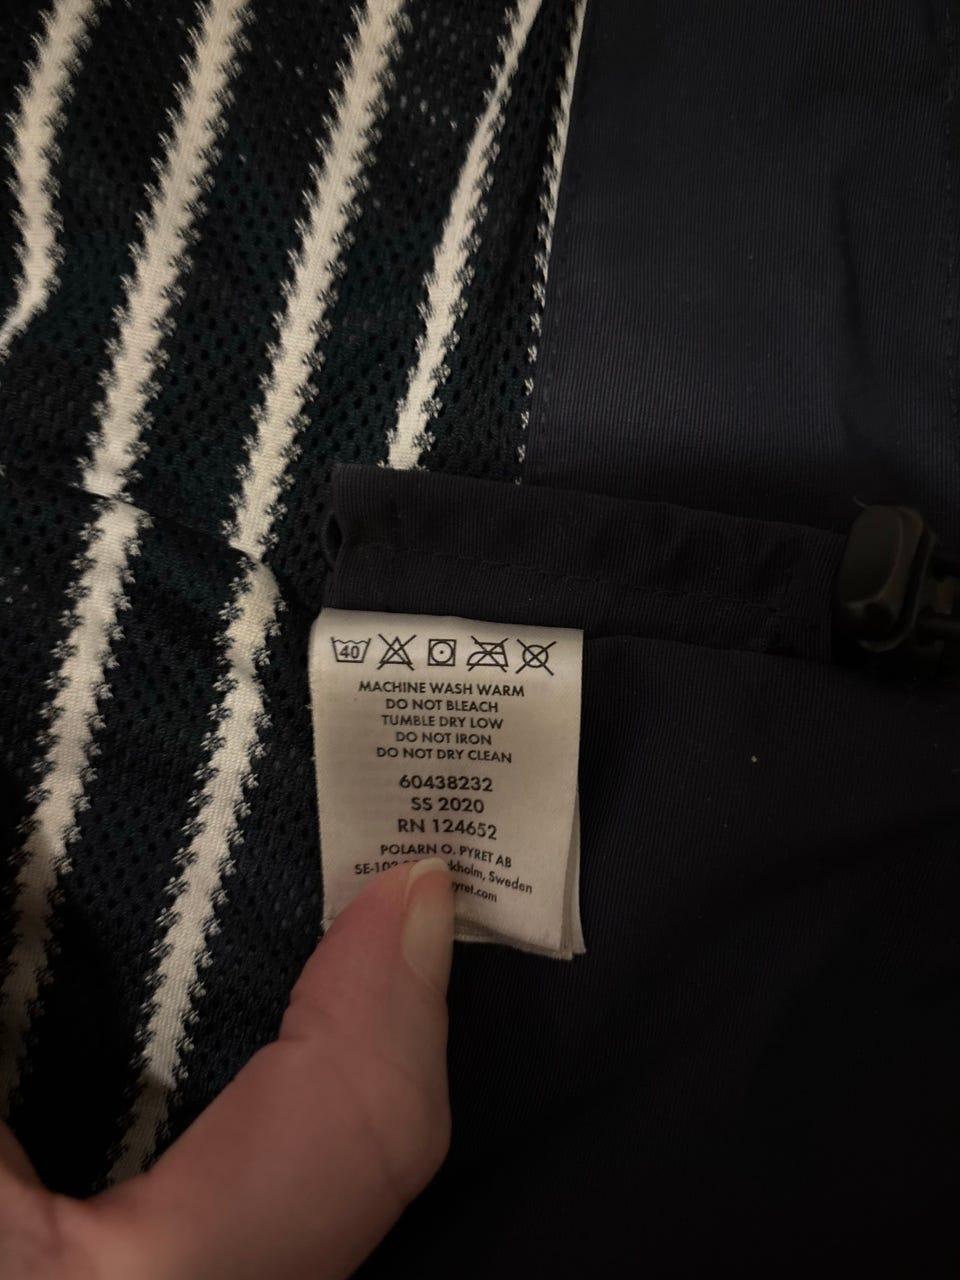 40
MACHINE WASH WARM
DO NOT BLEACH
TUMBLE DRY LOW
DO NOT IRON
DO NOT DRY CLEAN
60438232
SS 2020
RN 124652
POLARN O. PYRET AB
Sweden